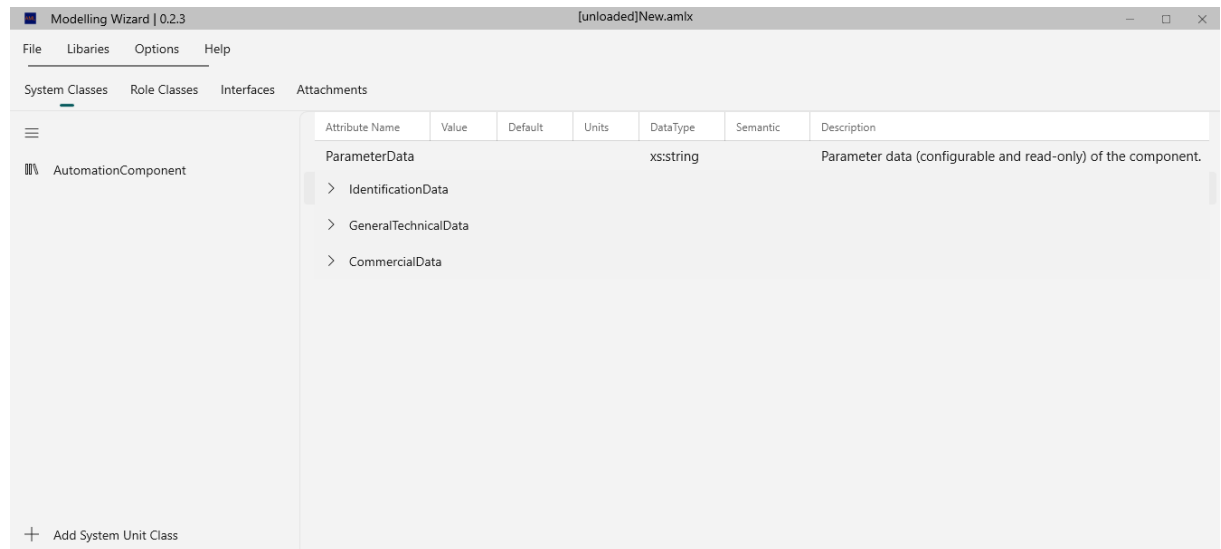 Modelling Wizard | 0.2.3 [unloaded]New.amlx
File Libaries Options Help
System Classes Role Classes Interfaces Attachments
Attribute Name Value Default Units DataType Semantic Description
ParameterData xs:string Parameter data (configurable and read-only) of the component.
AutomationComponent
IdentificationData
GeneralTechnicalData
CommercialData
Add System Unit Class